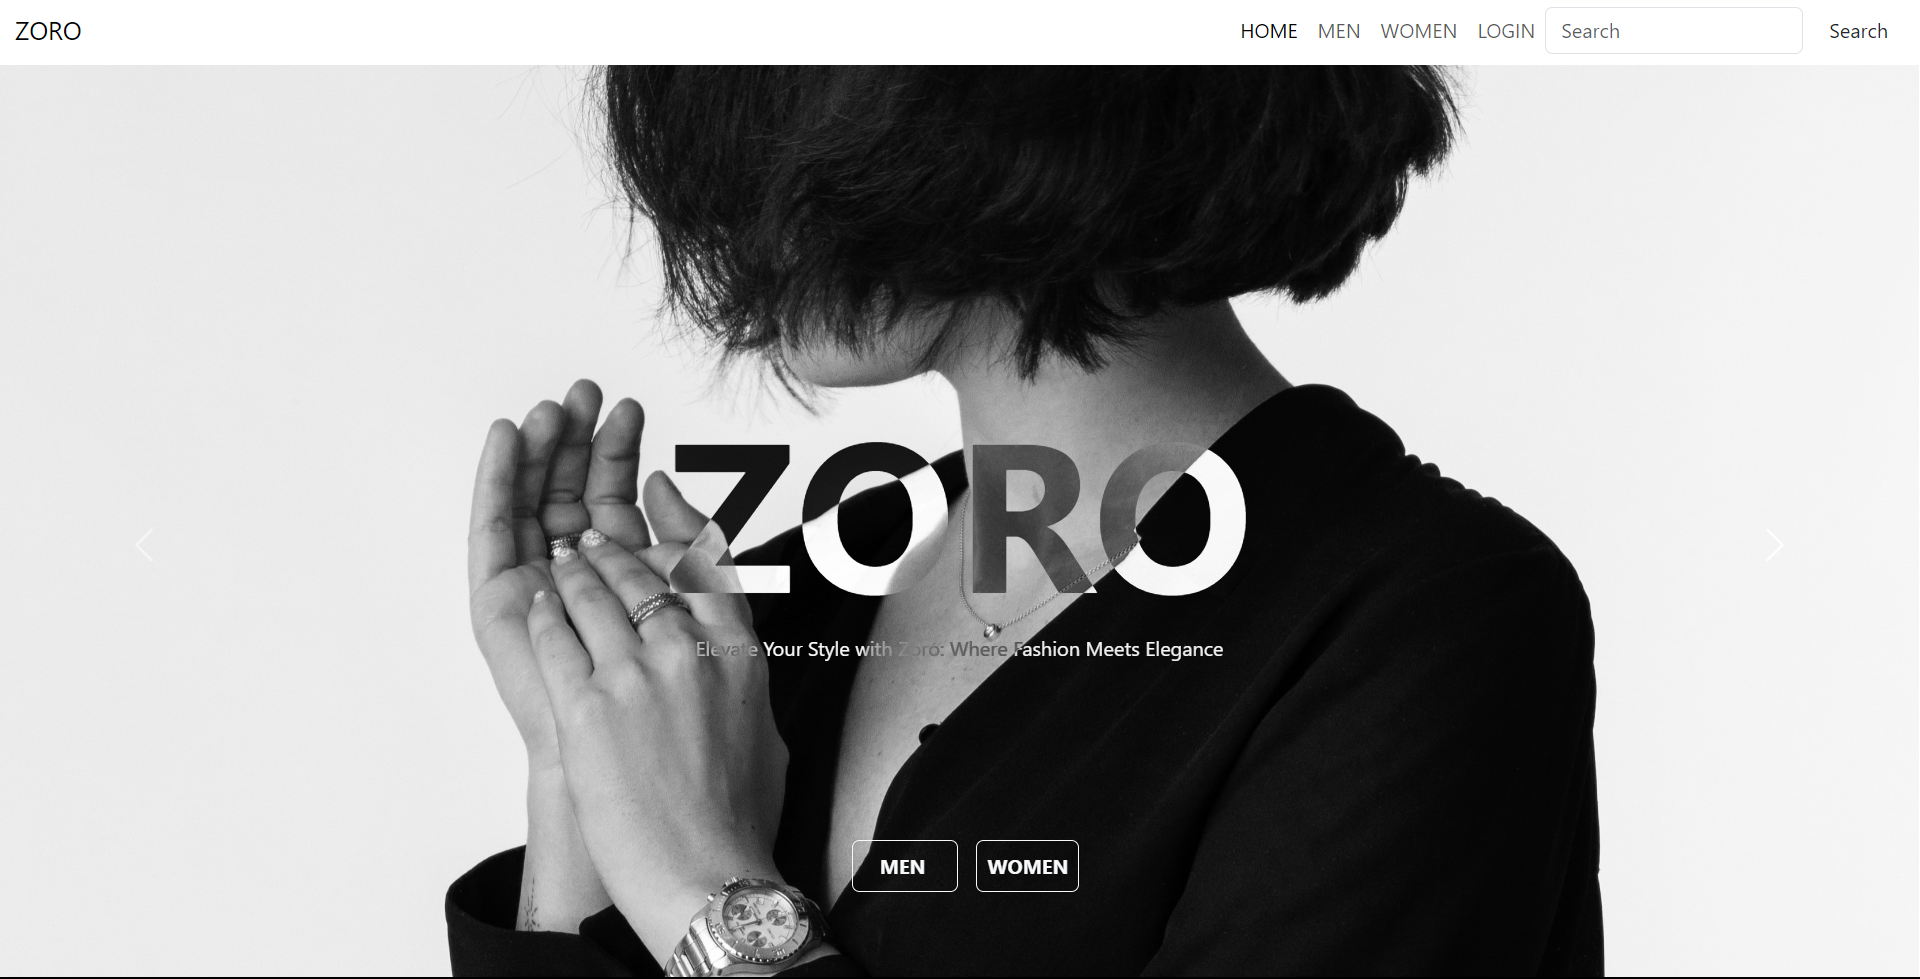 ZORO
HOME MEN WOMEN LOGIN Search Search
ZORO
Elevate Your Style with Zoro: Where Fashion Meets Elegance
MEN WOMEN